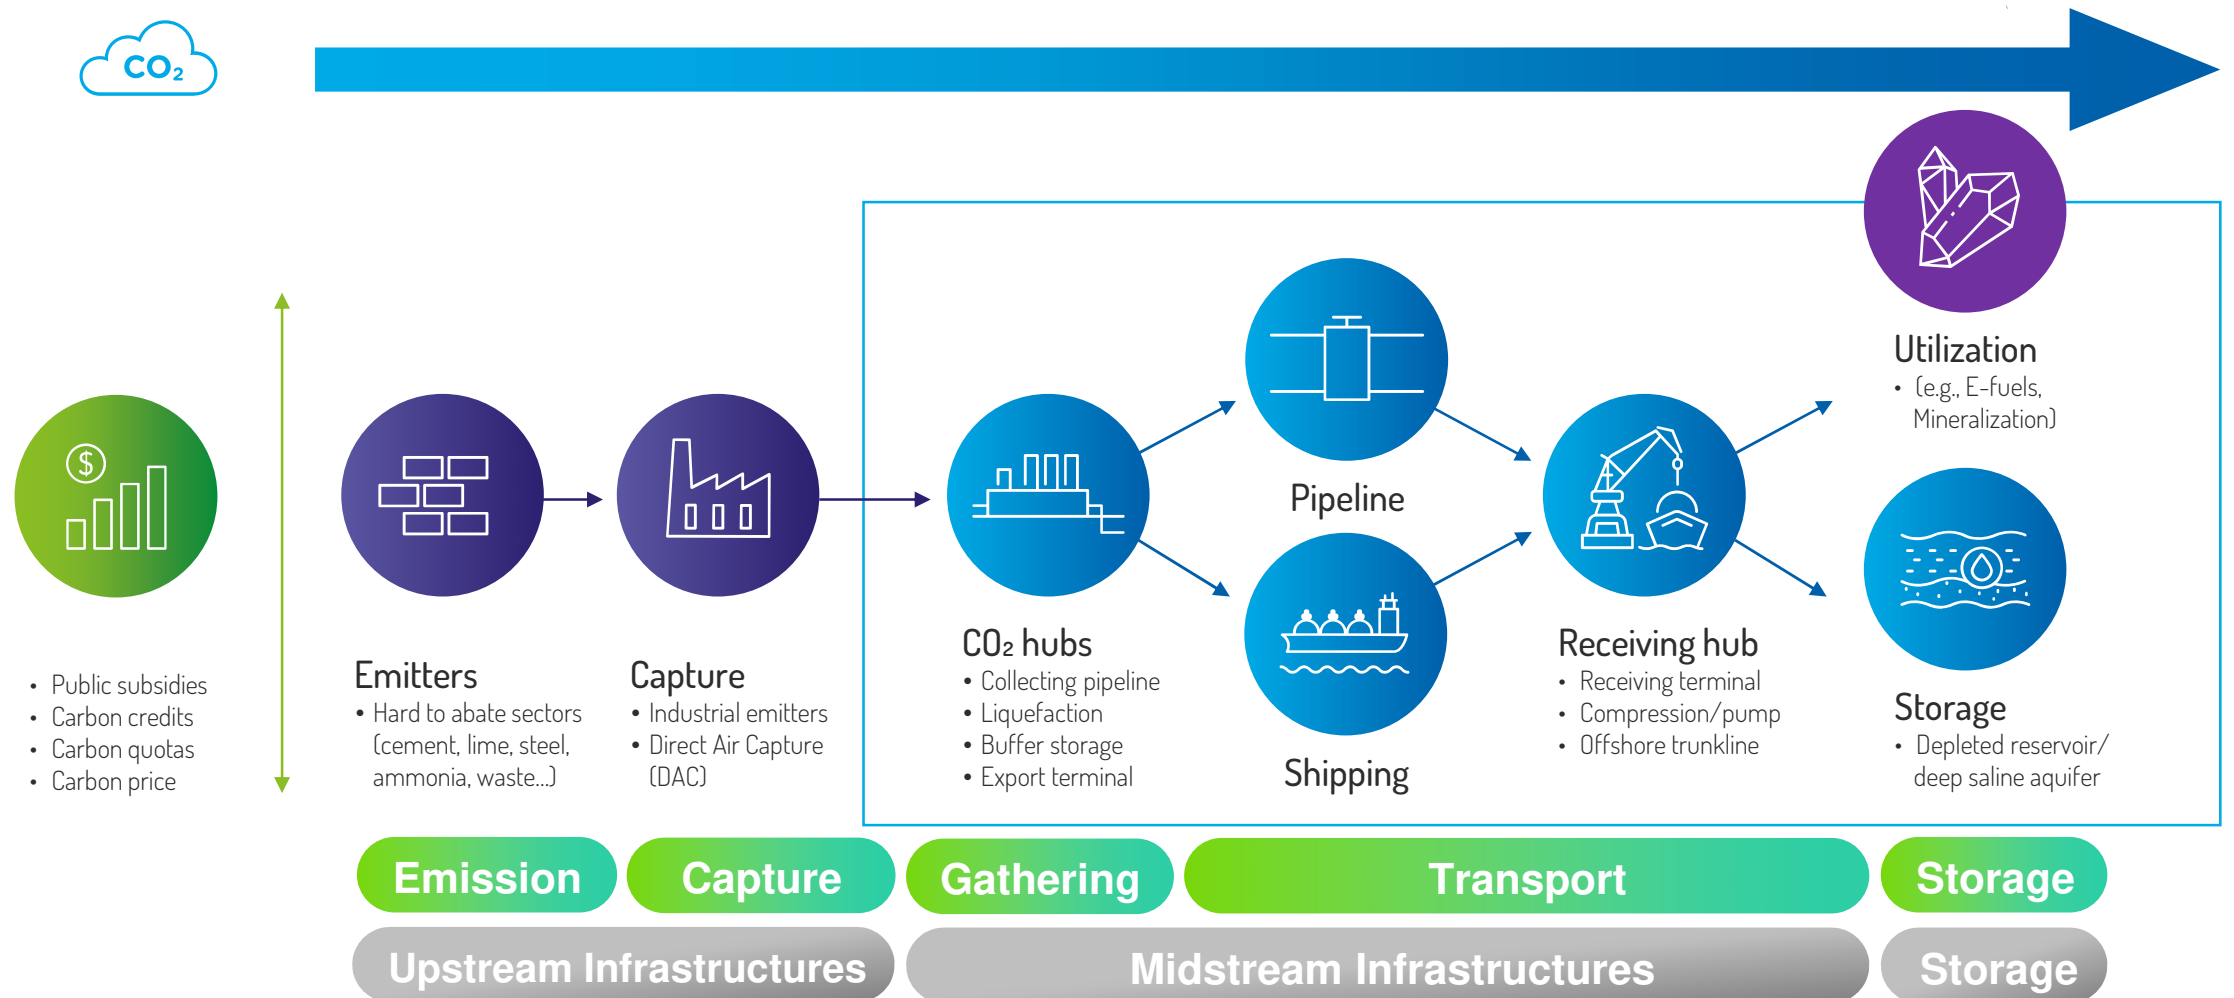 CO₂
$
• Public subsidies
• Carbon credits
• Carbon quotas
• Carbon price
Emitters
• Hard to abate sectors
(cement, lime, steel,
ammonia, waste...)
Capture
• Industrial emitters
• Direct Air Capture
(DAC)
CO₂ hubs
• Collecting pipeline
• Liquefaction
• Buffer storage
• Export terminal
Pipeline
Shipping
Receiving hub
• Receiving terminal
• Compression/pump
• Offshore trunkline
Utilization
• (e.g., E-fuels,
Mineralization)
Storage
• Depleted reservoir/
deep saline aquifer
Emission
Capture
Gathering
Transport
Storage
Upstream Infrastructures
Midstream Infrastructures
Storage